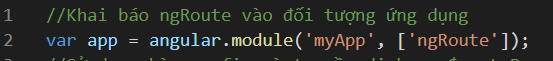 1 //Khai báo ngRoute vào đối tượng ứng dụng
2 var app = angular.module('myApp', ['ngRoute']);